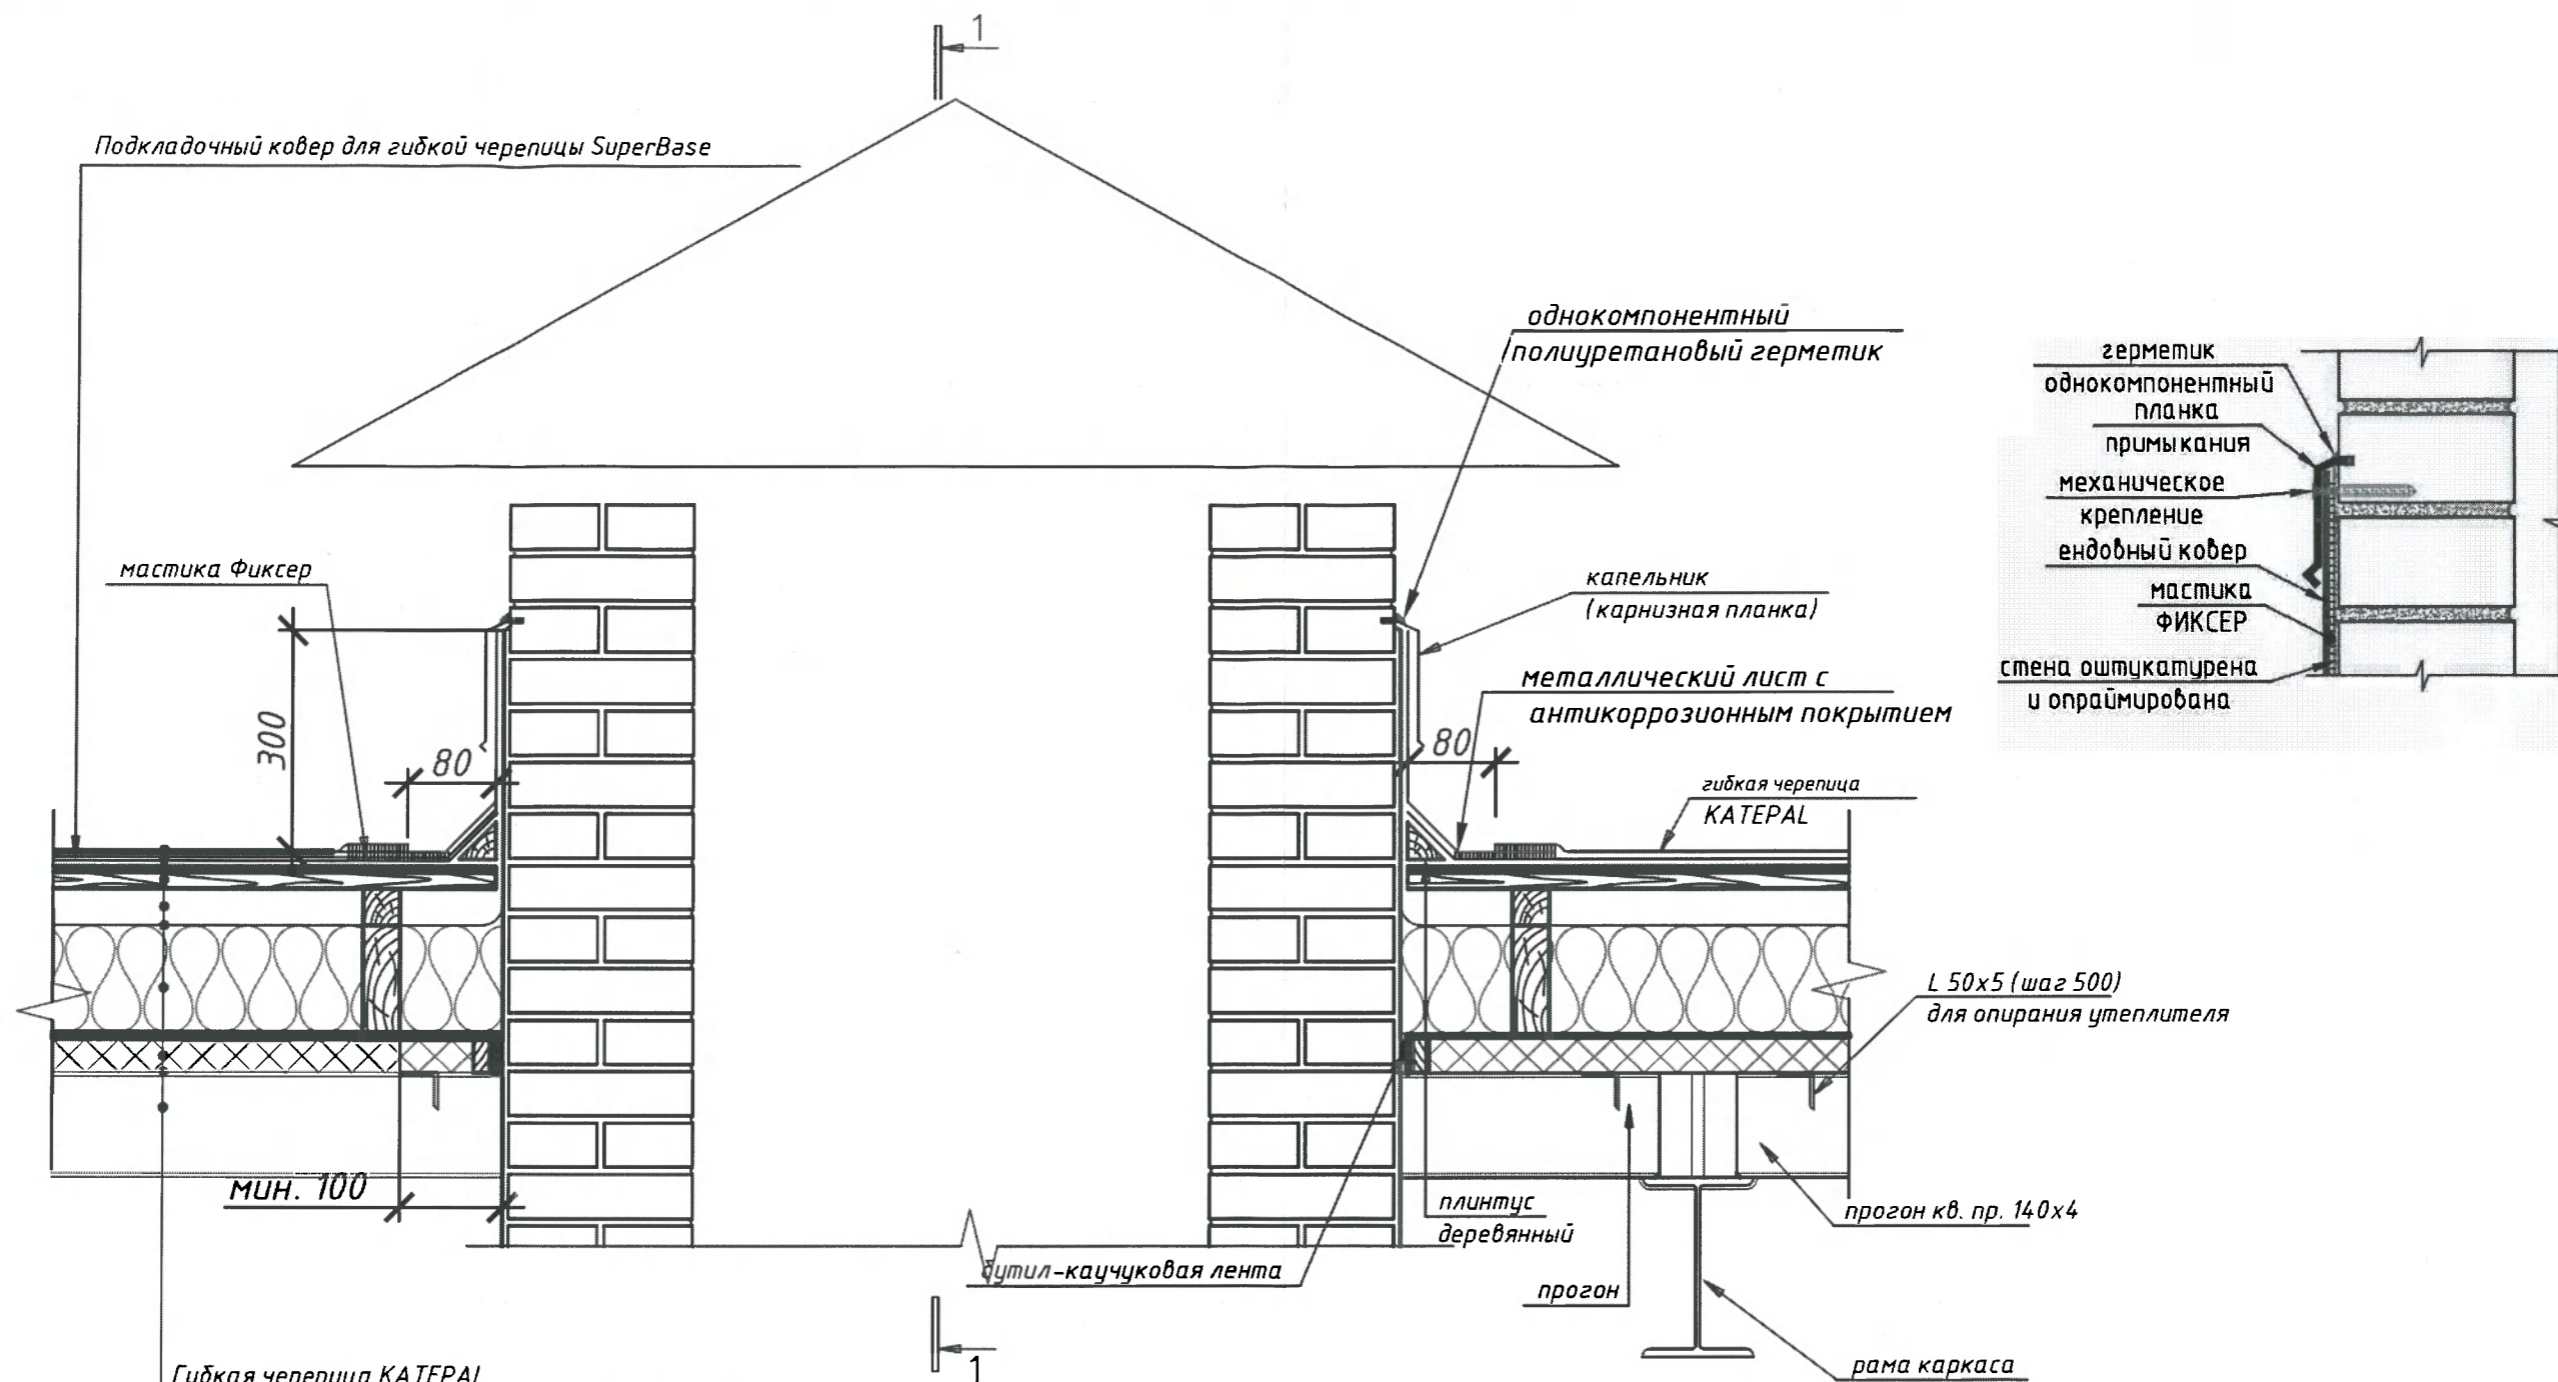 1
Подкладочный ковер для гибкой черепицы SuperBase
однокомпонентный
полиуретановый герметик
герметик
однокомпонентный
планка
примыкания
механическое
крепление
ендовный ковер
мастика
ФИКСЕР
стена оштукатурена
и опраймирована
мастика Фиксер
капельник
(карнизная планка)
металлический лист с
антикоррозионным покрытием
300
80
80
гибкая черепица
KATEPAL
L 50x5 (шаг 500)
для опирания утеплителя
мин. 100
плинтус
деревянный
прогон кв. пр. 140x4
бутил-каучуковая лента
прогон
рама каркаса
1
Гибкая черепица KATEPAL